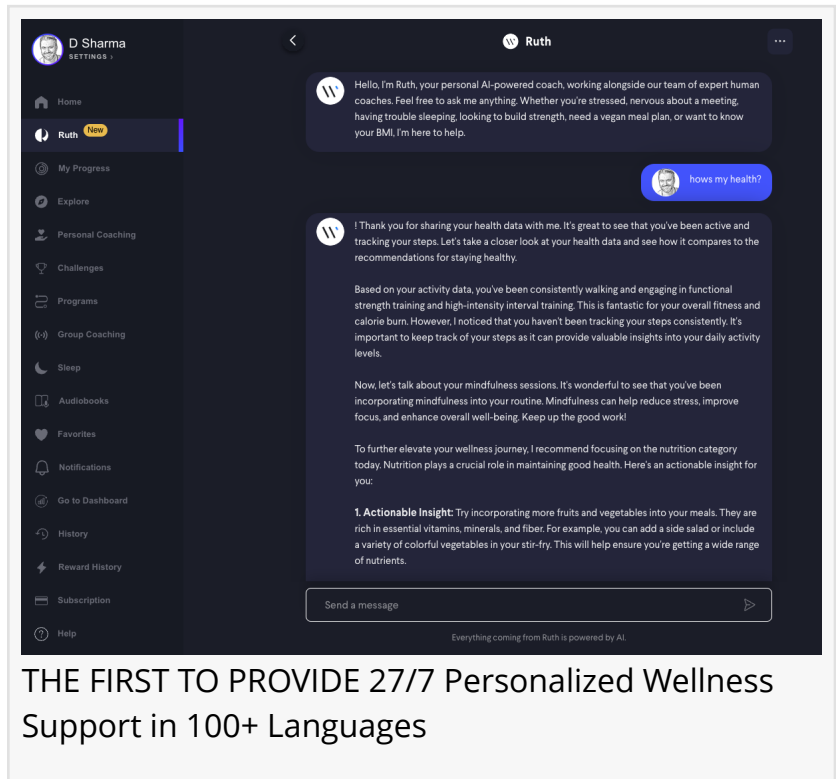 D Sharma
SETTINGS ›
Home
Ruth New
My Progress
Explore
Personal Coaching
Challenges
Programs
Group Coaching
Sleep
Audiobooks
Favorites
Notifications
Go to Dashboard
History
Reward History
Subscription
Help
Ruth
Hello, I'm Ruth, your personal AI-powered coach, working alongside our team of expert human
coaches. Feel free to ask me anything. Whether you're stressed, nervous about a meeting,
having trouble sleeping, looking to build strength, need a vegan meal plan, or want to know
your BMI, I'm here to help.
hows my health?
! Thank you for sharing your health data with me. It's great to see that you've been active and
tracking your steps. Let's take a closer look at your health data and see how it compares to the
recommendations for staying healthy.
Based on your activity data, you've been consistently walking and engaging in functional
strength training and high-intensity interval training. This is fantastic for your overall fitness and
calorie burn. However, I noticed that you haven't been tracking your steps consistently. It's
important to keep track of your steps as it can provide valuable insights into your daily activity
levels.
Now, let's talk about your mindfulness sessions. It's wonderful to see that you've been
incorporating mindfulness into your routine. Mindfulness can help reduce stress, improve
focus, and enhance overall well-being. Keep up the good work!
To further elevate your wellness journey, I recommend focusing on the nutrition category
today. Nutrition plays a crucial role in maintaining good health. Here's an actionable insight for
you:
1. Actionable Insight: Try incorporating more fruits and vegetables into your meals. They are
rich in essential vitamins, minerals, and fiber. For example, you can add a side salad or include
a variety of colorful vegetables in your stir-fry. This will help ensure you're getting a wide range
of nutrients.
Send a message
Everything coming from Ruth is powered by AI.
THE FIRST TO PROVIDE 27/7 Personalized Wellness
Support in 100+ Languages